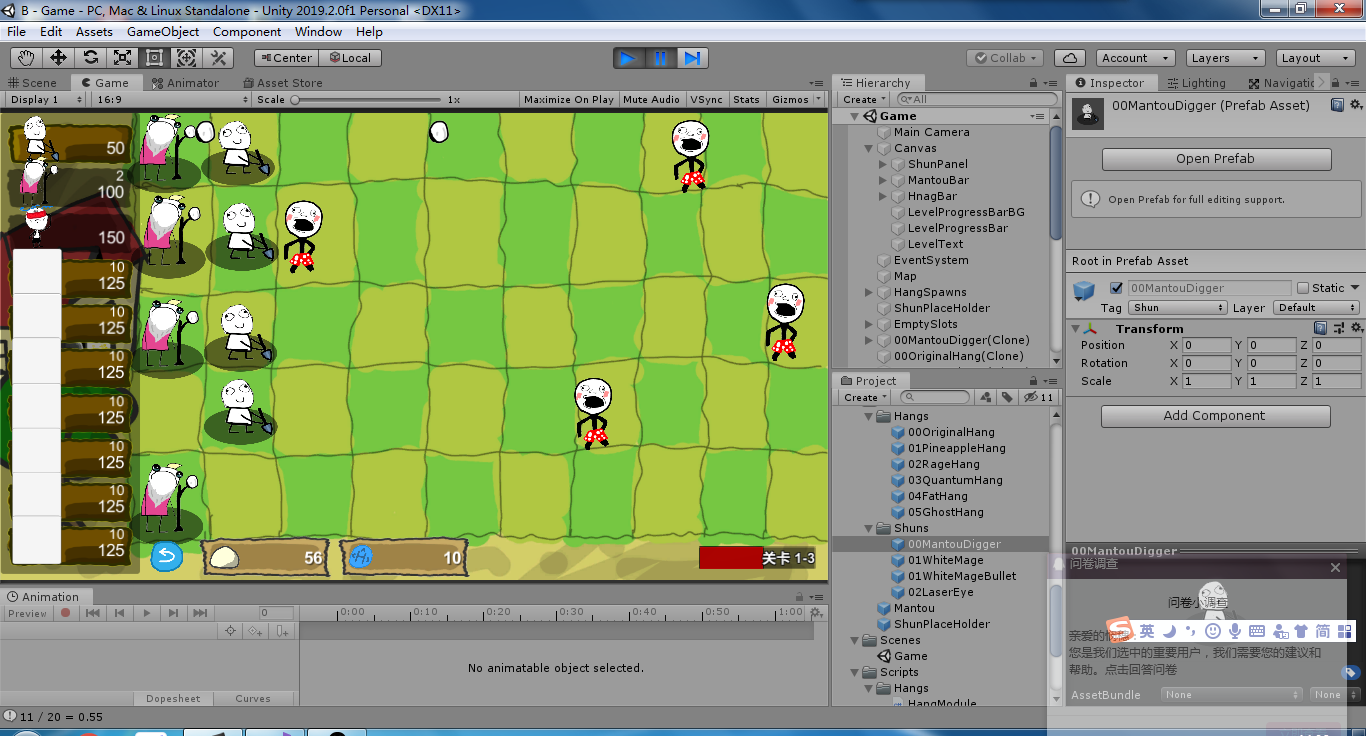 B - Game - PC, Mac & Linux Standalone - Unity 2019.2.0f1 Personal <DX11>
File Edit Assets GameObject Component Window Help
Center Local Collab Account Layers Layout
Scene Game Animator Asset Store
Display 1 16:9 Scale 1x Maximize On Play Mute Audio VSync Stats Gizmos
50
2
100
150
10
125
10
125
10
125
10
125
10
125
10
125
10
125
56
10
关卡 1-3
Hierarchy
Create All
Game
Main Camera
Canvas
ShunPanel
MantouBar
HnagBar
LevelProgressBarBG
LevelProgressBar
LevelText
EventSystem
Map
HangSpawns
ShunPlaceHolder
EmptySlots
00MantouDigger(Clone)
00OriginalHang(Clone)
Project
Create 11
Hangs
00OriginalHang
01PineappleHang
02RageHang
03QuantumHang
04FatHang
05GhostHang
Shuns
00MantouDigger
01WhiteMage
01WhiteMageBullet
02LaserEye
Mantou
ShunPlaceHolder
Scenes
Game
Scripts
Hangs
HangModule
Inspector Lighting Navigatio
00MantouDigger (Prefab Asset)
Open Prefab
Open Prefab for full editing support.
Root in Prefab Asset
00MantouDigger Static
Tag Shun Layer Default
Transform
Position X 0 Y 0 Z 0
Rotation X 0 Y 0 Z 0
Scale X 1 Y 1 Z 1
Add Component
00MantouDigger
问卷调查
问卷小调查
英 简
亲爱的
您是我们选中的重要用户，我们需要您的建议和
帮助。点击回答问卷
AssetBundle None None
Animation
Preview 0 0:00 0:10 0:20 0:30 0:40 0:50 1:00
No animatable object selected.
Dopesheet Curves
11 / 20 = 0.55